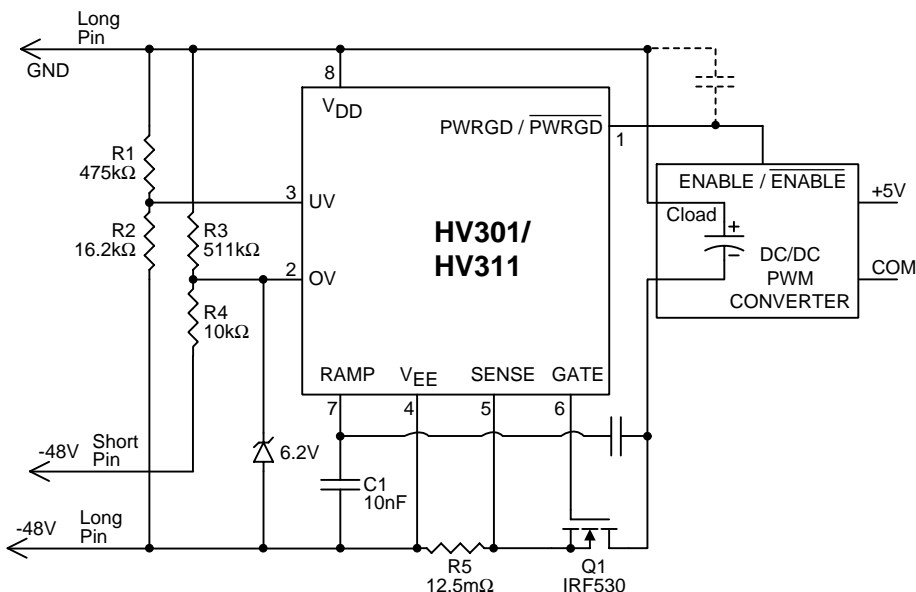 Long
Pin
GND
8
VDD
PWRGD / PWRGD
1
R1
475kΩ
ENABLE / ENABLE
+5V
3
UV
Cload
+
R2
16.2kΩ
R3
511kΩ
HV301/
HV311
−
DC/DC
PWM
CONVERTER
COM
2
OV
R4
10kΩ
RAMP
VEE
SENSE
GATE
7
4
5
6
-48V
Short
Pin
6.2V
C1
10nF
-48V
Long
Pin
R5
12.5mΩ
Q1
IRF530